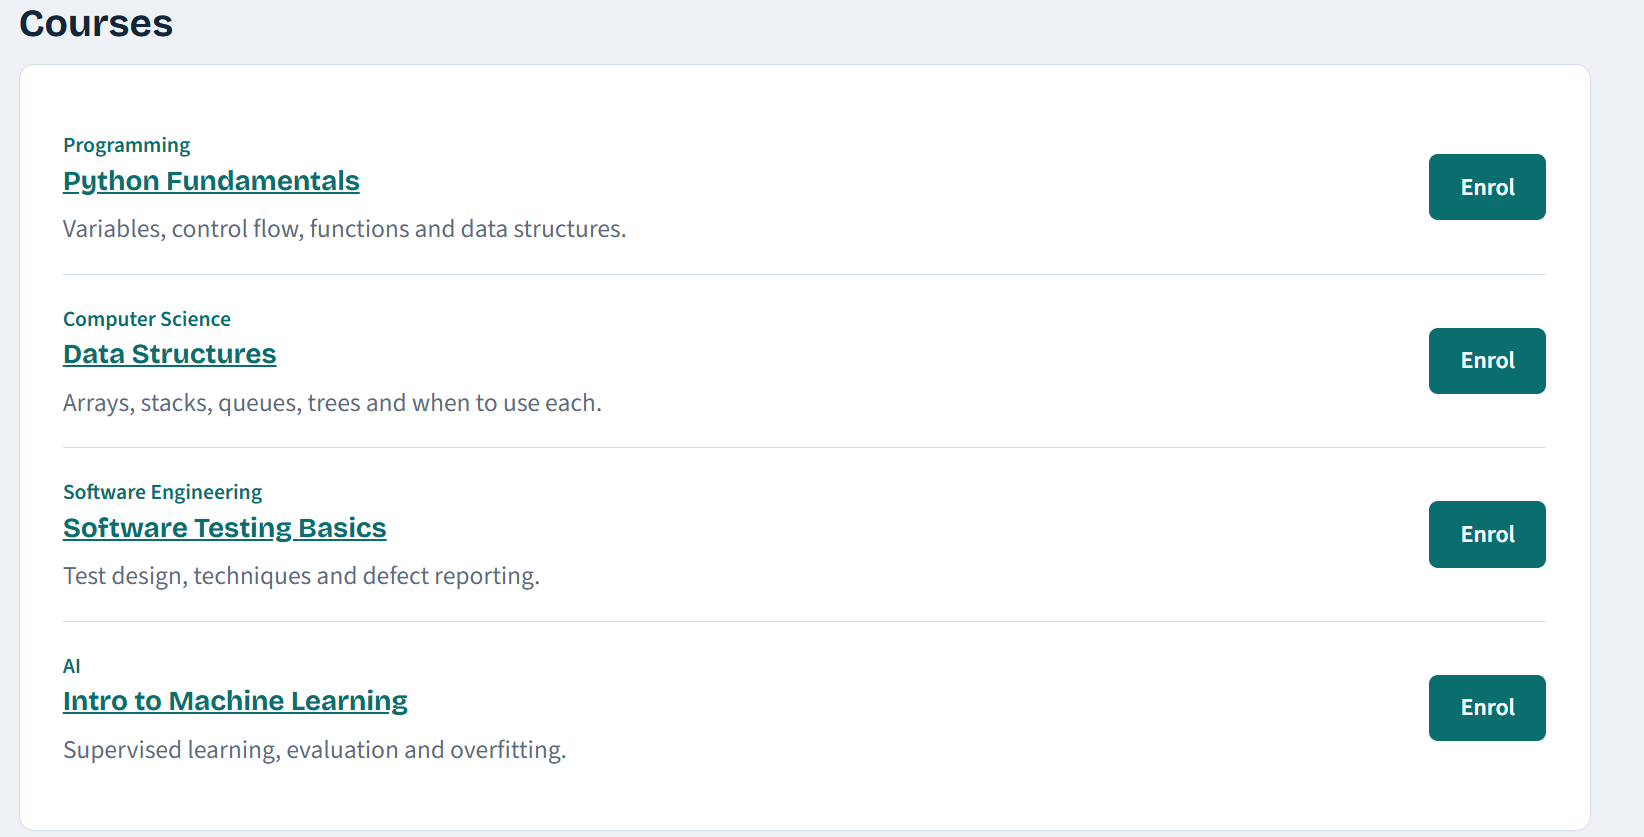 Courses
Programming
Python Fundamentals
Enrol
Variables, control flow, functions and data structures.
Computer Science
Data Structures
Enrol
Arrays, stacks, queues, trees and when to use each.
Software Engineering
Software Testing Basics
Enrol
Test design, techniques and defect reporting.
AI
Intro to Machine Learning
Enrol
Supervised learning, evaluation and overfitting.